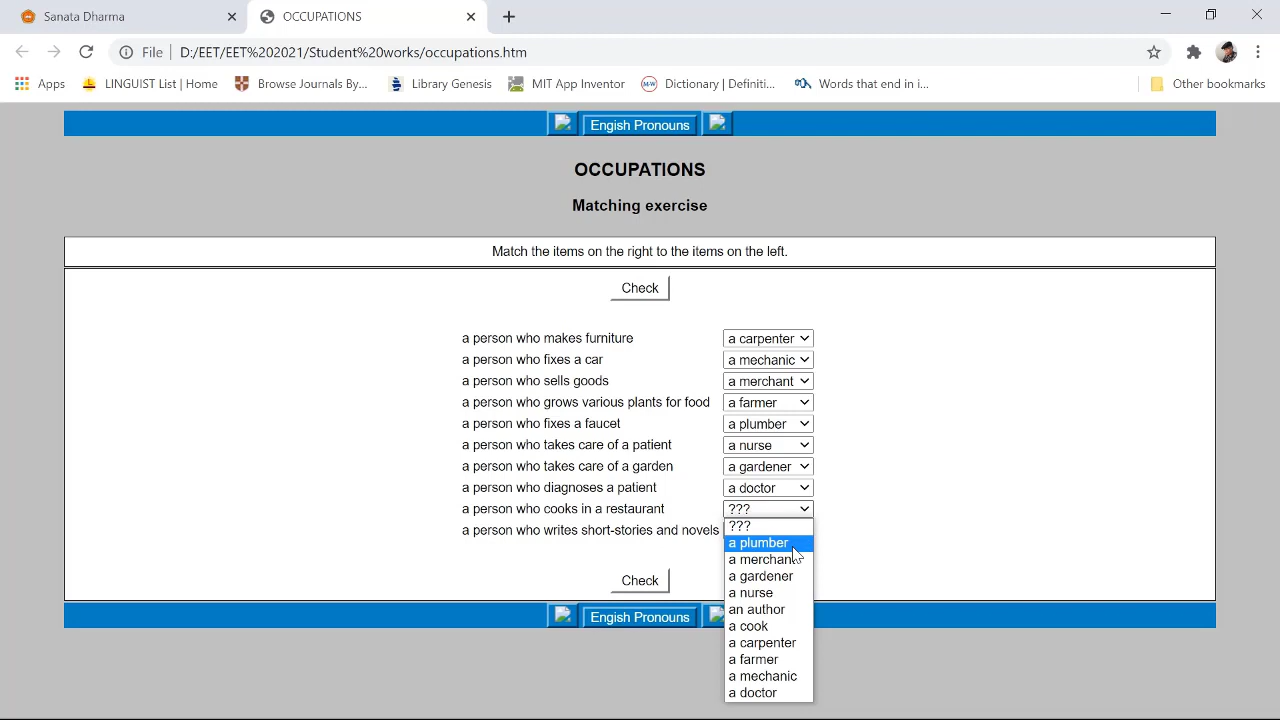 Sanata Dharma
OCCUPATIONS
File D:/EET/EET%202021/Student%20works/occupations.htm
Apps LINGUIST List | Home Browse Journals By... Library Genesis MIT App Inventor Dictionary | Definiti... Words that end in i... Other bookmarks
Engish Pronouns
OCCUPATIONS
Matching exercise
Match the items on the right to the items on the left.
Check
a person who makes furniture a carpenter
a person who fixes a car a mechanic
a person who sells goods a merchant
a person who grows various plants for food a farmer
a person who fixes a faucet a plumber
a person who takes care of a patient a nurse
a person who takes care of a garden a gardener
a person who diagnoses a patient a doctor
a person who cooks in a restaurant ???
a person who writes short-stories and novels
???
a plumber
a merchant
a gardener
a nurse
an author
a cook
a carpenter
a farmer
a mechanic
a doctor
Check
Engish Pronouns